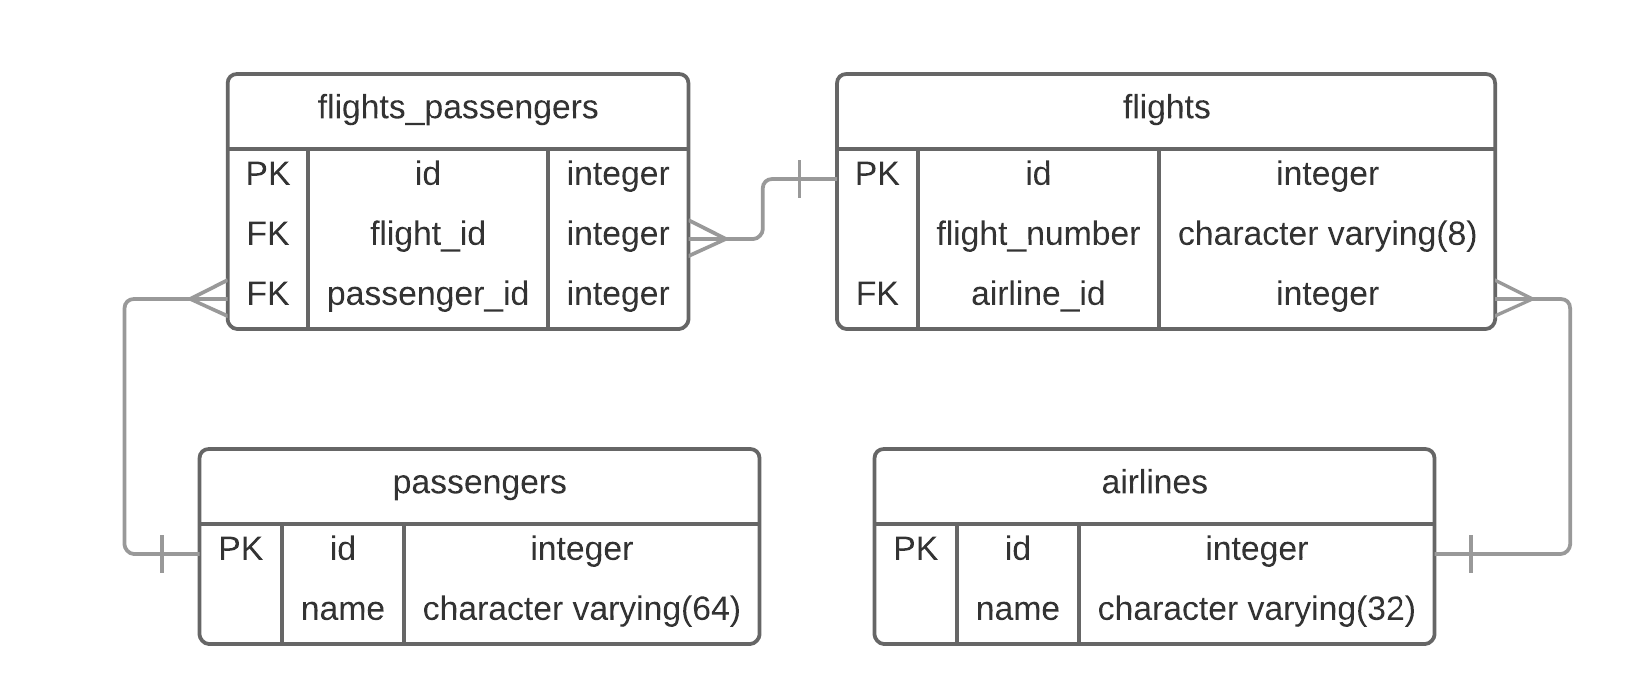 flights_passengers
PK id integer
FK flight_id integer
FK passenger_id integer
flights
PK id integer
flight_number character varying(8)
FK airline_id integer
passengers
PK id integer
name character varying(64)
airlines
PK id integer
name character varying(32)